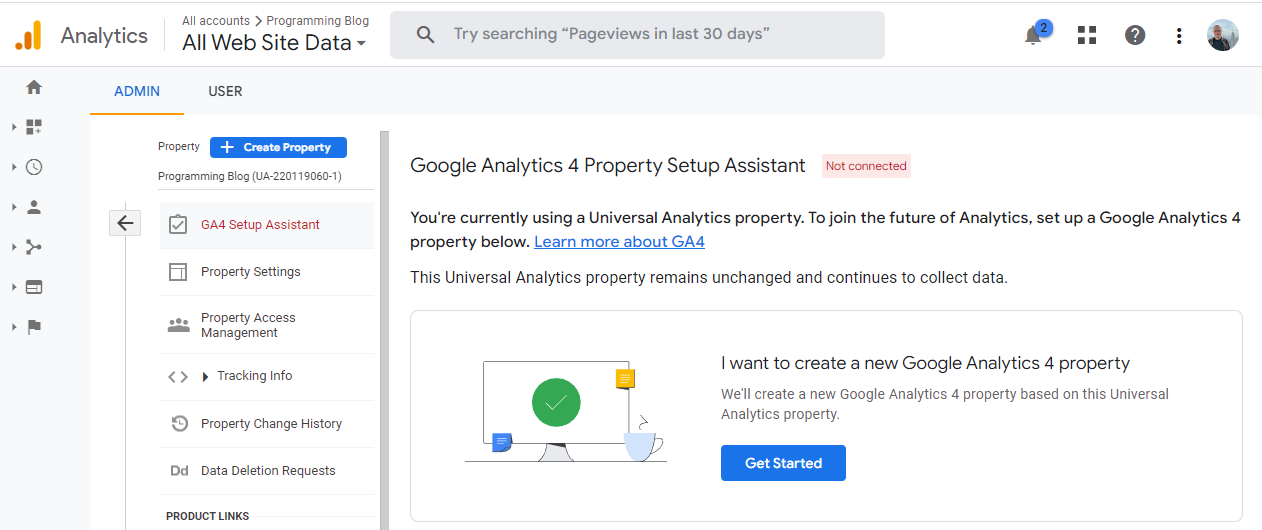 Analytics
All accounts > Programming Blog
All Web Site Data
Try searching “Pageviews in last 30 days”
2
ADMIN
USER
Property
Create Property
Programming Blog (UA-220119060-1)
GA4 Setup Assistant
Property Settings
Property Access
Management
Tracking Info
Property Change History
Dd
Data Deletion Requests
PRODUCT LINKS
Google Analytics 4 Property Setup Assistant
Not connected
You're currently using a Universal Analytics property. To join the future of Analytics, set up a Google Analytics 4
property below. Learn more about GA4
This Universal Analytics property remains unchanged and continues to collect data.
I want to create a new Google Analytics 4 property
We'll create a new Google Analytics 4 property based on this Universal
Analytics property.
Get Started